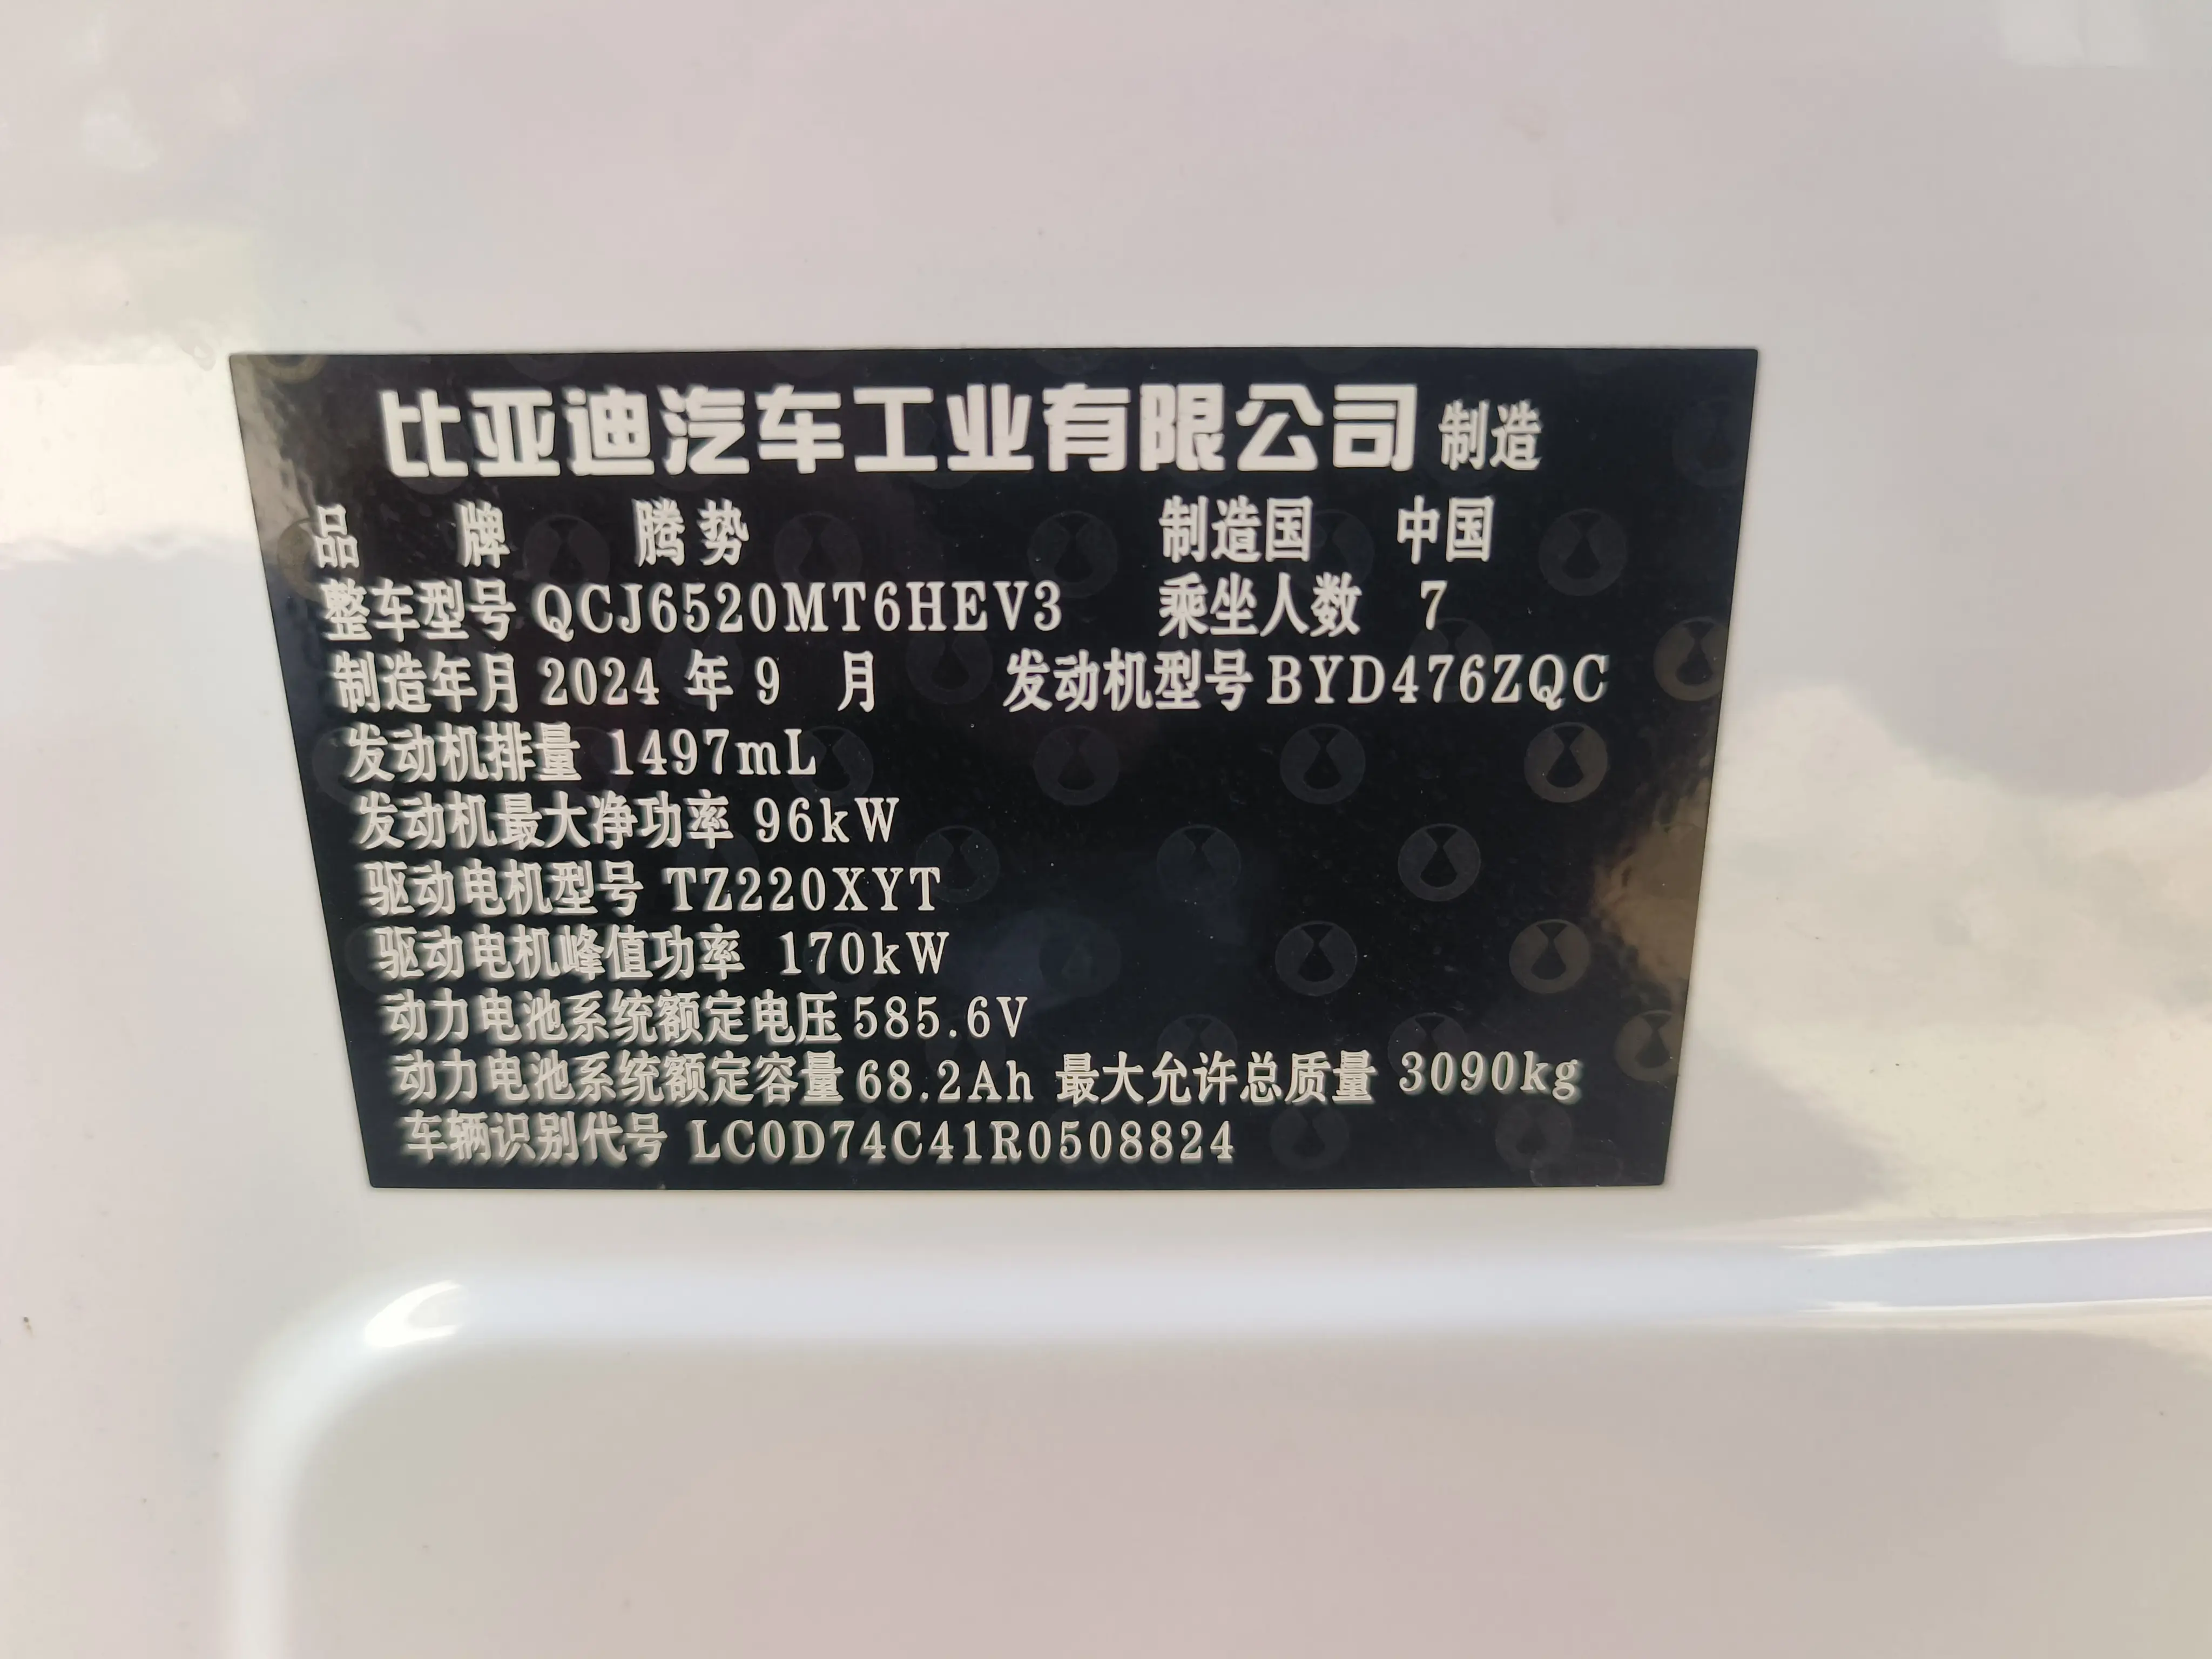 比亚迪汽车工业有限公司 制造
品 牌 腾势 制造国 中国
整车型号 QCJ6520MT6HEV3 乘坐人数 7
制造年月 2024 年 9 月 发动机型号 BYD476ZQC
发动机排量 1497mL
发动机最大净功率 96kW
驱动电机型号 TZ220XYT
驱动电机峰值功率 170kW
动力电池系统额定电压 585.6V
动力电池系统额定容量 68.2Ah 最大允许总质量 3090kg
车辆识别代号 LC0D74C41R0508824